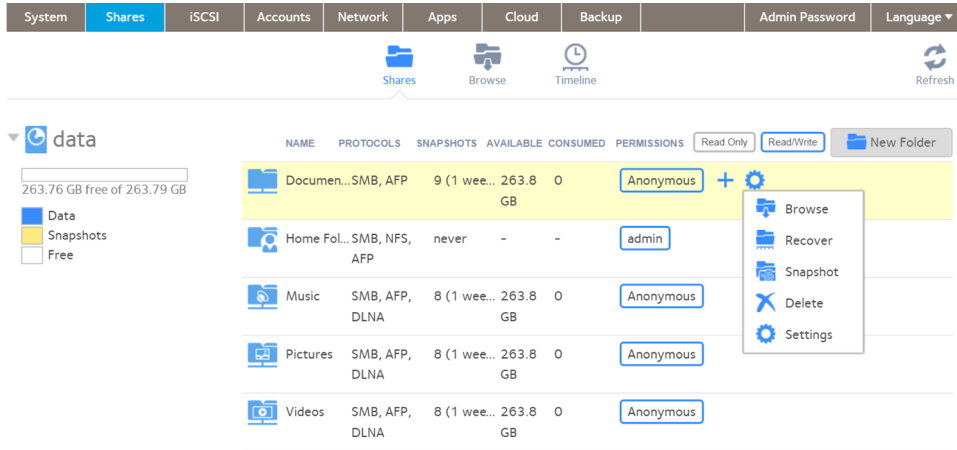 System Shares iSCSI Accounts Network Apps Cloud Backup Admin Password Language
Shares Browse Timeline Refresh
data
263.76 GB free of 263.79 GB
Data
Snapshots
Free
NAME PROTOCOLS SNAPSHOTS AVAILABLE CONSUMED PERMISSIONS Read Only Read/Write New Folder
Documen... SMB, AFP 9 (1 wee... 263.8 0 Anonymous +
GB
Home Fol... SMB, NFS, never - - admin
AFP
Music SMB, AFP, 8 (1 wee... 263.8 0 Anonymous
DLNA GB
Pictures SMB, AFP, 8 (1 wee... 263.8 0 Anonymous
DLNA GB
Videos SMB, AFP, 8 (1 wee... 263.8 0 Anonymous
DLNA GB
Browse
Recover
Snapshot
Delete
Settings